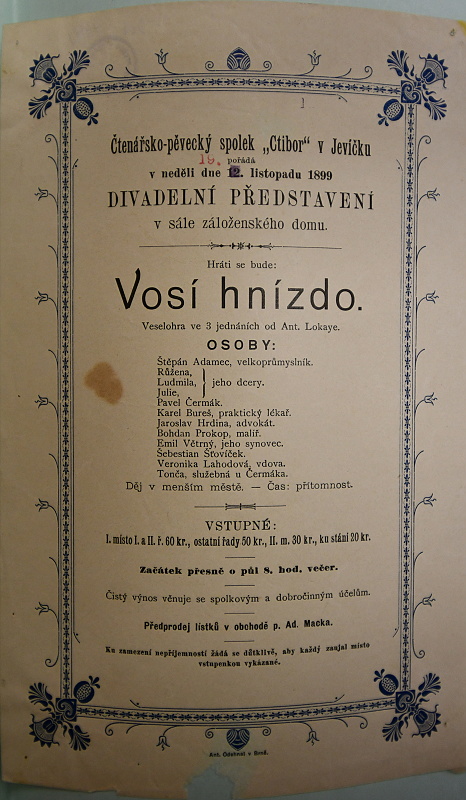 Čtenářsko-pěvecký spolek „Ctibor" v Jevíčku
19. pořádá
v neděli dne 12. listopadu 1899
DIVADELNÍ PŘEDSTAVENÍ
v sále záloženského domu.
Hráti se bude:
Vosí hnízdo.
Veselohra ve 3 jednáních od Ant. Lokaye.
OSOBY:
Štěpán Adamec, velkoprůmyslník.
Růžena,
Ludmila, } jeho dcery.
Julie,
Pavel Čermák.
Karel Bureš, praktický lékař.
Jaroslav Hrdina, advokát.
Bohdan Prokop, malíř.
Emil Větrný, jeho synovec.
Šebestian Šťovíček.
Veronika Lahodová, vdova.
Tonča, služebná u Čermáka.
Děj v menším městě. — Čas: přítomnost.
VSTUPNÉ:
I. místo I. a II. ř. 60 kr., ostatní řady 50 kr., II. m. 30 kr., ku stání 20 kr.
Začátek přesně o půl 8. hod. večer.
Čistý výnos věnuje se spolkovým a dobročinným účelům.
Předprodej lístků v obchodě p. Ad. Macka.
Ku zamezení nepříjemností žádá se důtklivě, aby každý zaujal místo
vstupenkou vykázané.
Ant. Odehnal v Brně.